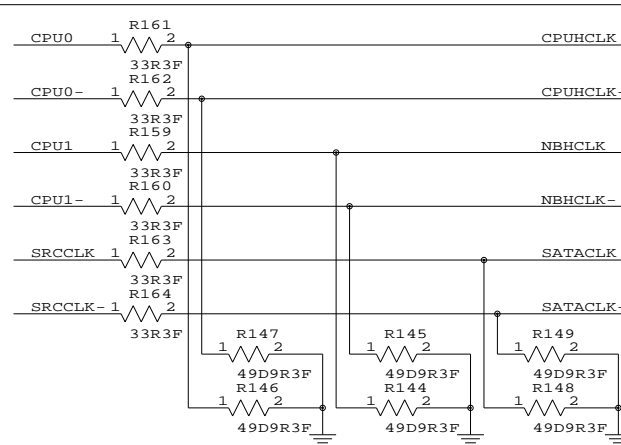 R161
CPU0 1 2 CPUHCLK
33R3F
R162
CPU0- 1 2 CPUHCLK-
33R3F
R159
CPU1 1 2 NBHCLK
33R3F
R160
CPU1- 1 2 NBHCLK-
33R3F
R163
SRCCLK 1 2 SATACLK
33R3F
R164
SRCCLK- 1 2 SATACLK-
33R3F
R147 R145 R149
1 2 1 2 1 2
49D9R3F 49D9R3F 49D9R3F
R146 R144 R148
1 2 1 2 1 2
49D9R3F 49D9R3F 49D9R3F